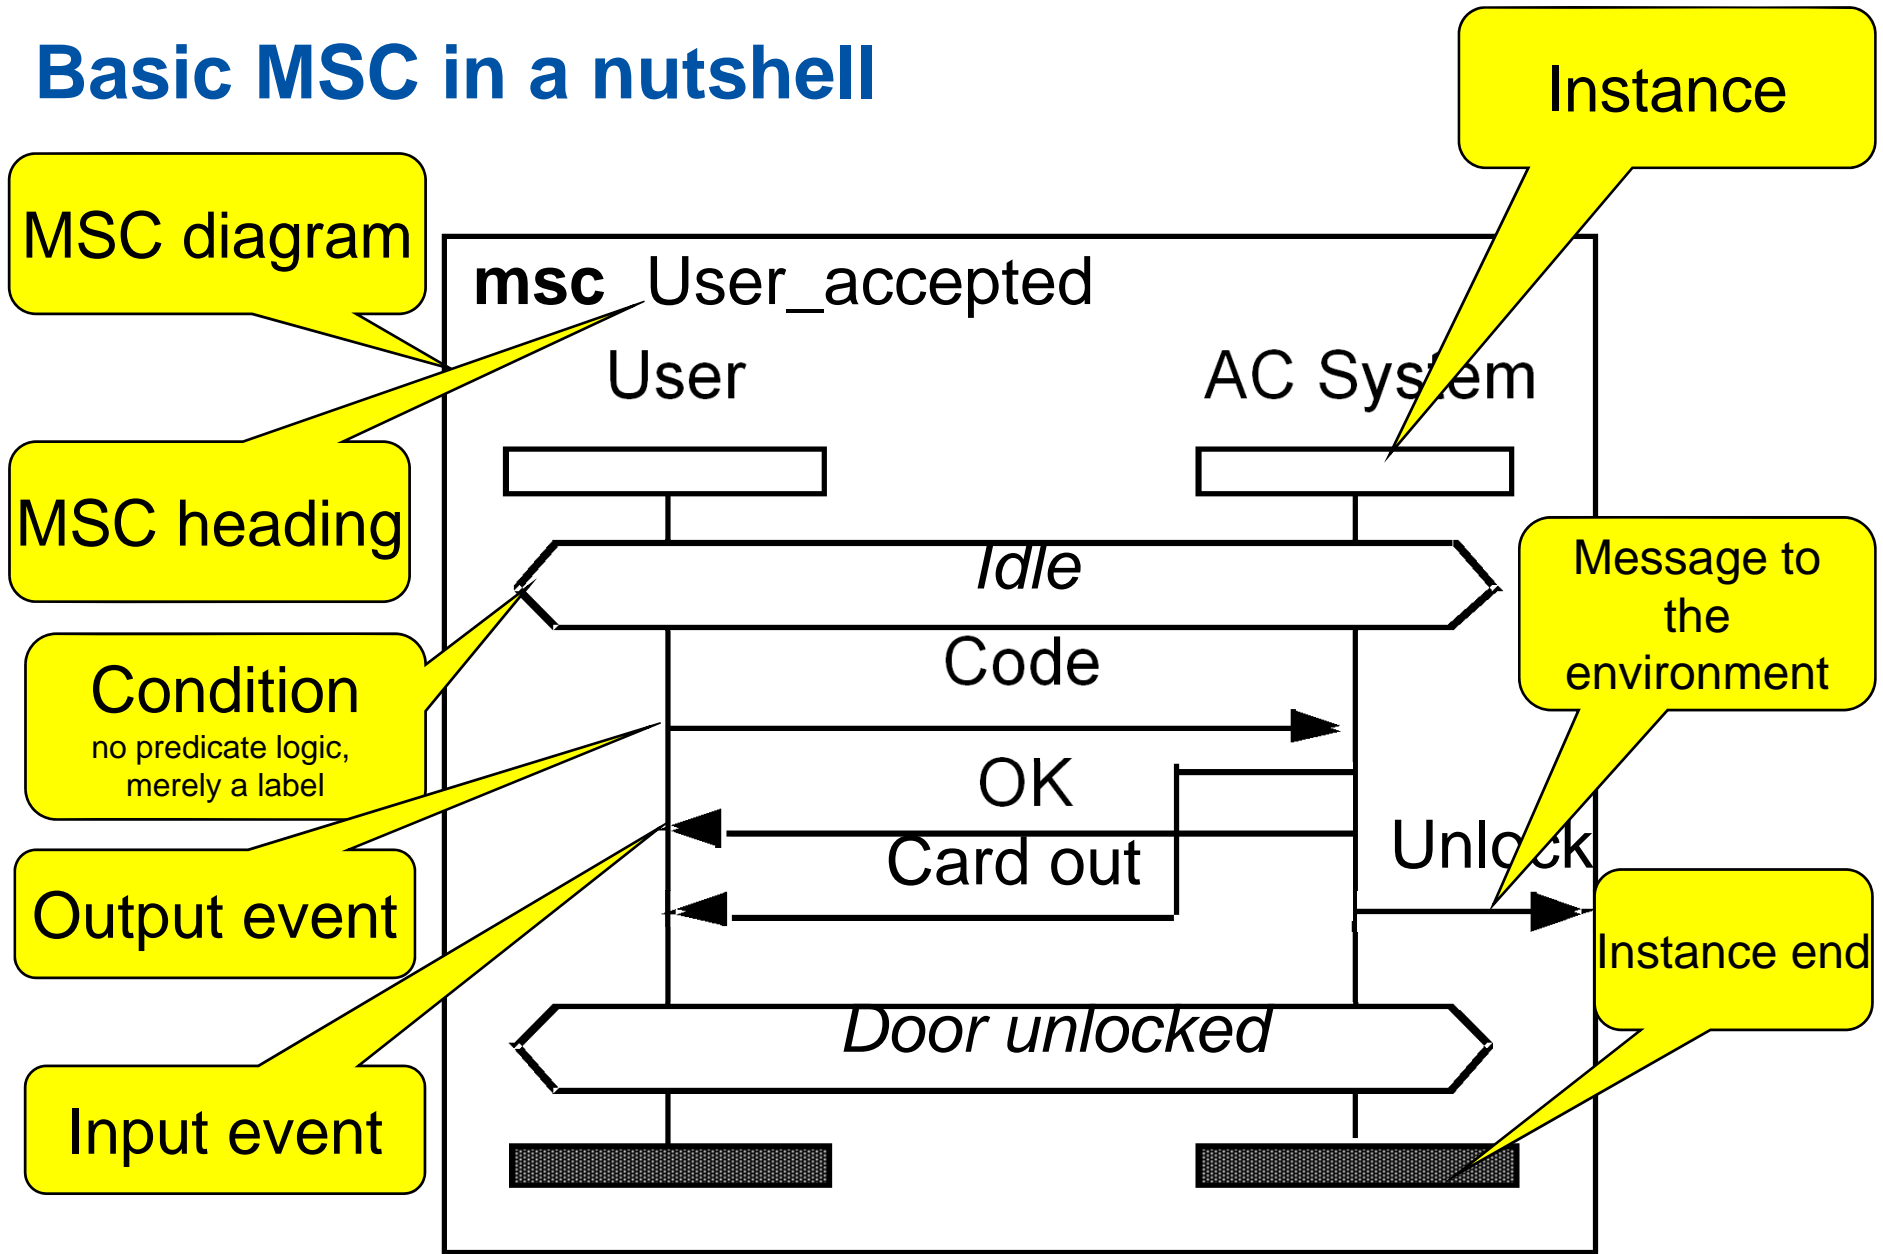 Basic MSC in a nutshell
Instance
MSC diagram
msc User_accepted
User
AC System
MSC heading
Idle
Message to
the
environment
Code
Condition
no predicate logic,
merely a label
OK
Unlock
Card out
Output event
Instance end
Door unlocked
Input event